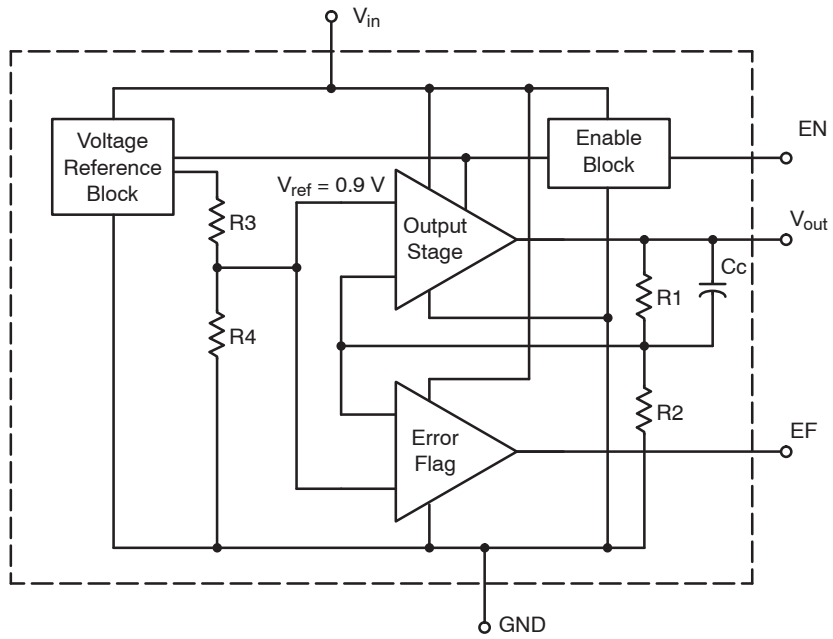 Vin
Voltage
Reference
Block
Enable
Block
EN
Vref = 0.9 V
R3
Output
Stage
Vout
Cc
R1
R4
R2
Error
Flag
EF
GND